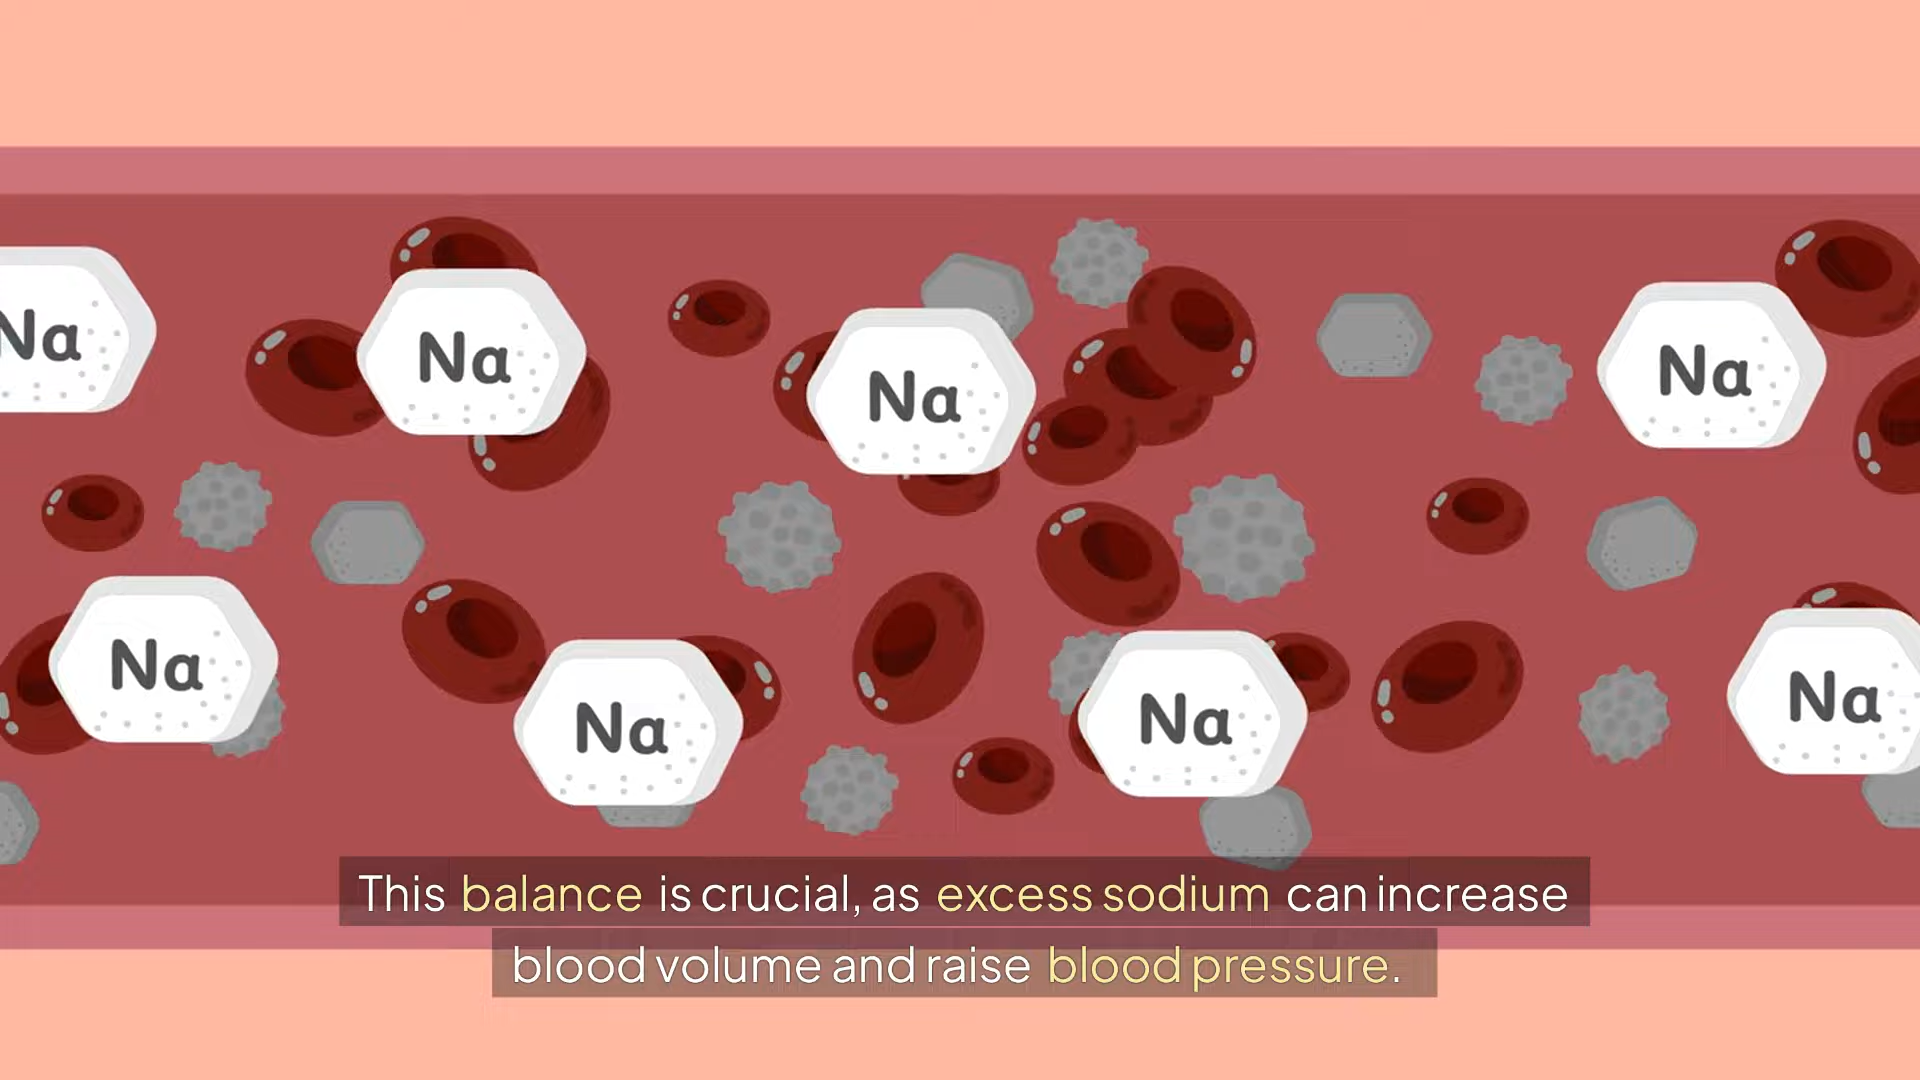 Na
Na
Na
Na
Na
Na
Na
Na
This balance is crucial, as excess sodium can increase
blood volume and raise blood pressure.